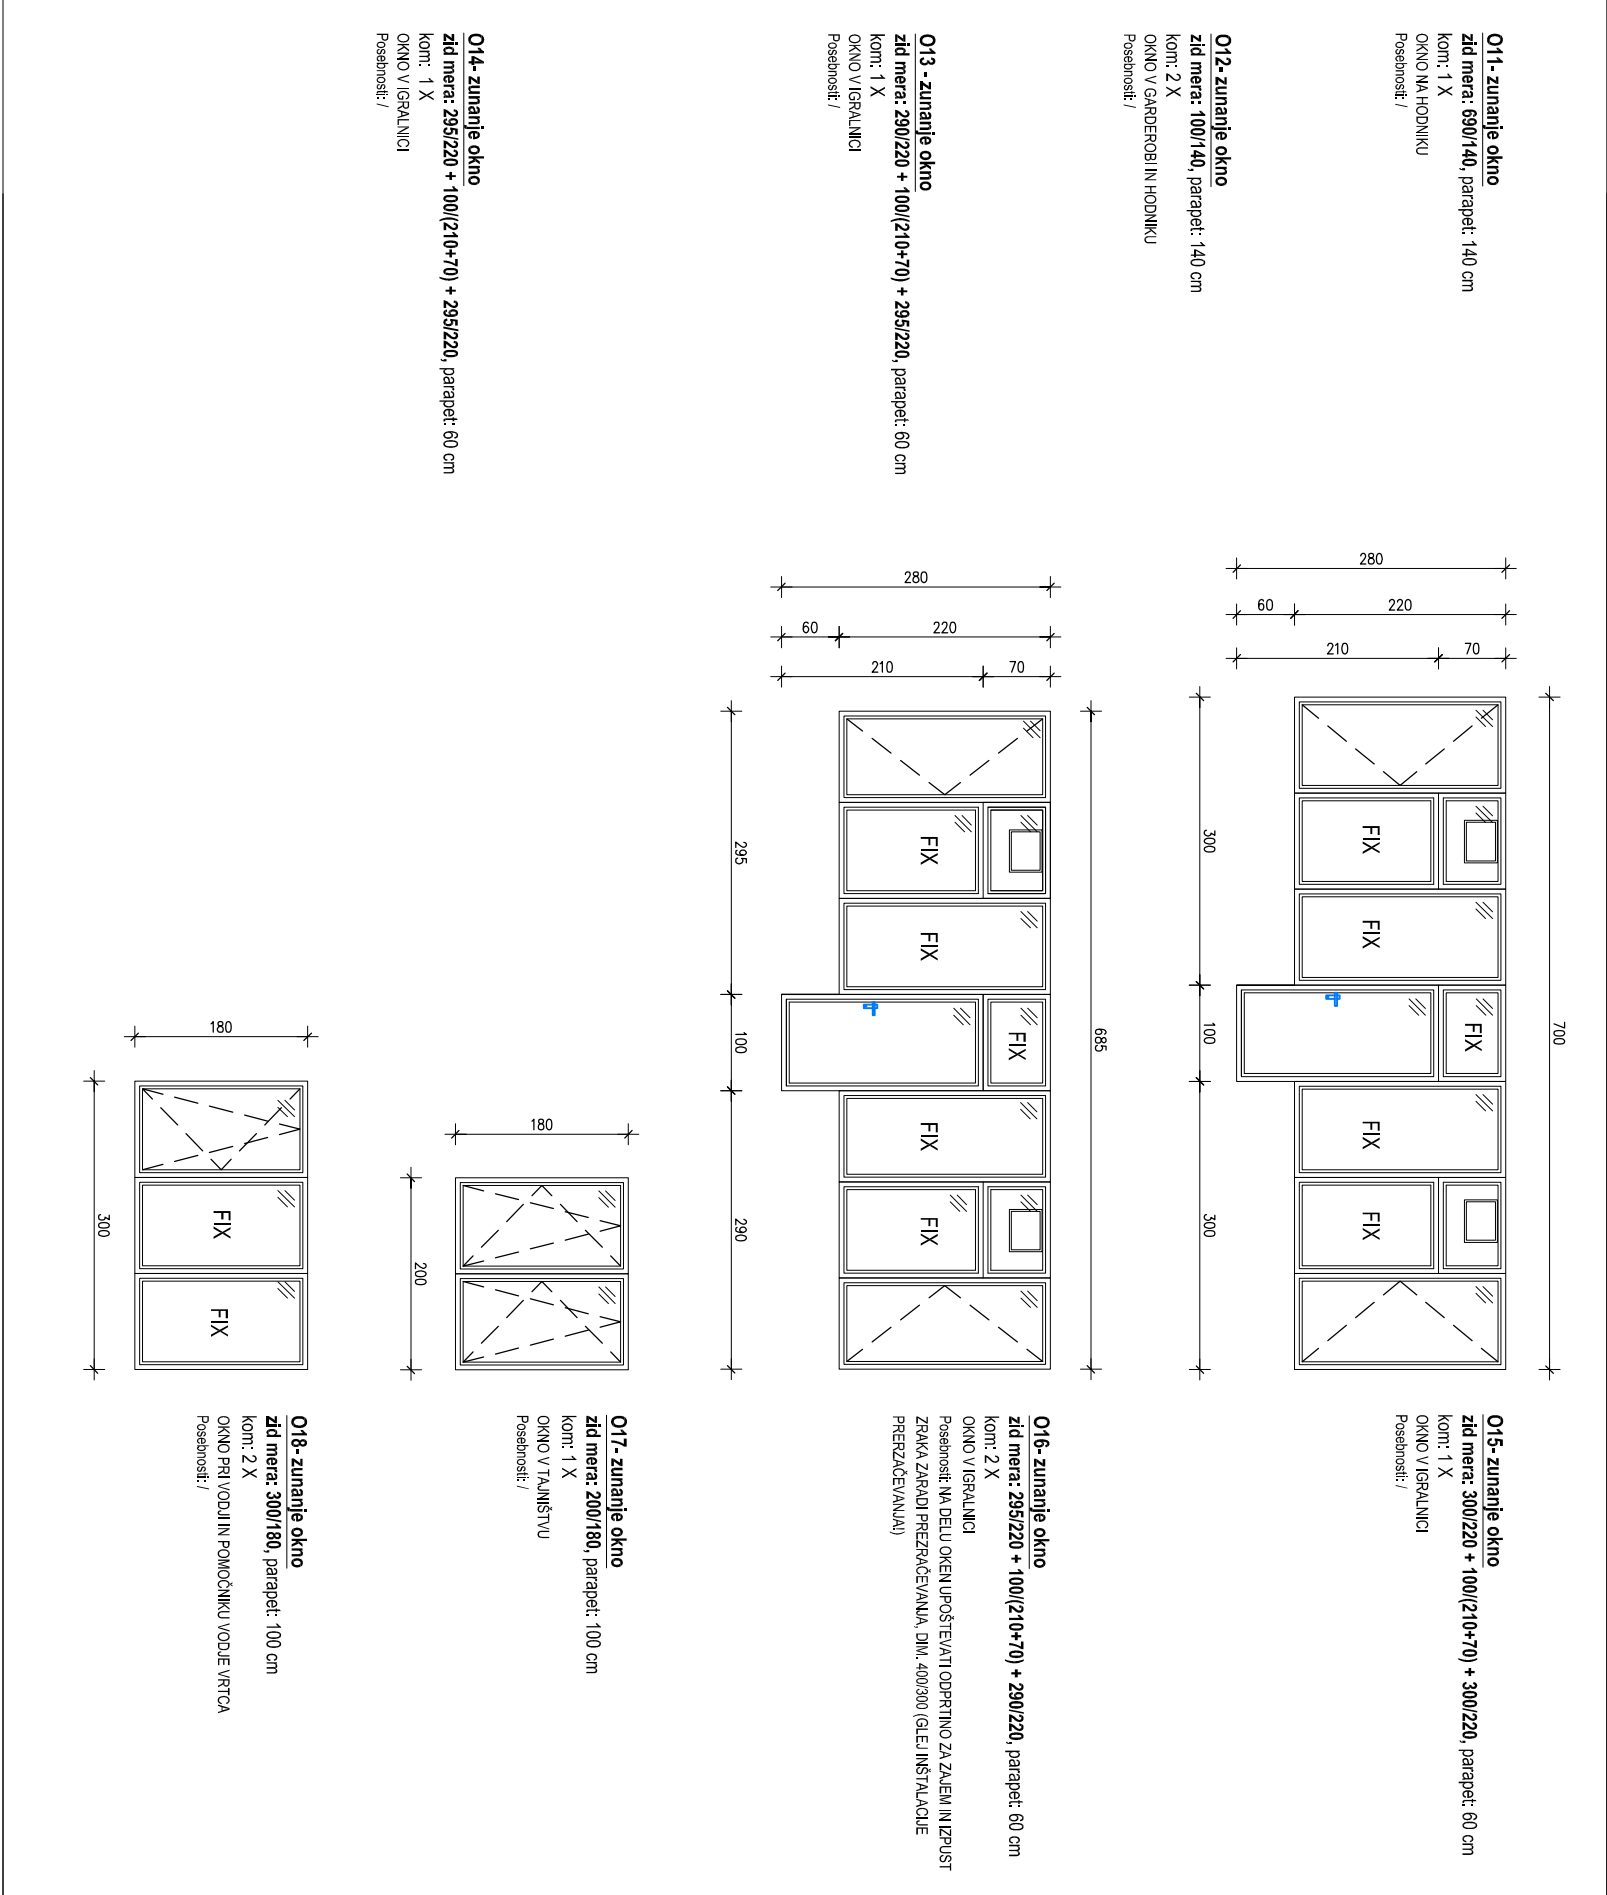 O11- zunanje okno
zid mera: 690/140, parapet: 140 cm
kom: 1 X
OKNO NA HODNIKU
Posebnosti: /
O12- zunanje okno
zid mera: 100/140, parapet: 140 cm
kom: 2 X
OKNO V GARDEROBI IN HODNIKU
Posebnosti: /
O13 - zunanje okno
zid mera: 290/220 + 100/(210+70) + 295/220, parapet: 60 cm
kom: 1 X
OKNO V IGRALNICI
Posebnosti: /
O14- zunanje okno
zid mera: 295/220 + 100/(210+70) + 295/220, parapet: 60 cm
kom: 1 X
OKNO V IGRALNICI
Posebnosti: /
700
280
60
220
210
70
FIX
FIX
FIX
FIX
FIX
300
100
300
O15- zunanje okno
zid mera: 300/220 + 100/(210+70) + 300/220, parapet: 60 cm
kom: 1 X
OKNO V IGRALNICI
Posebnosti: /
685
280
60
220
210
70
FIX
FIX
FIX
FIX
FIX
295
100
290
O16- zunanje okno
zid mera: 295/220 + 100/(210+70) + 290/220, parapet: 60 cm
kom: 2 X
OKNO V IGRALNICI
Posebnosti: NA DELU OKEN UPOŠTEVATI ODPRTINO ZA ZAJEM IN IZPUST
ZRAKA ZARADI PREZRAČEVANJA, DIM. 400/300 (GLEJ INŠTALACIJE
PRERZAČEVANJA!)
180
200
O17- zunanje okno
zid mera: 200/180, parapet: 100 cm
kom: 1 X
OKNO V TAJNIŠTVU
Posebnosti: /
180
FIX
FIX
300
O18- zunanje okno
zid mera: 300/180, parapet: 100 cm
kom: 2 X
OKNO PRI VODJI IN POMOČNIKU VODJE VRTCA
Posebnosti: /